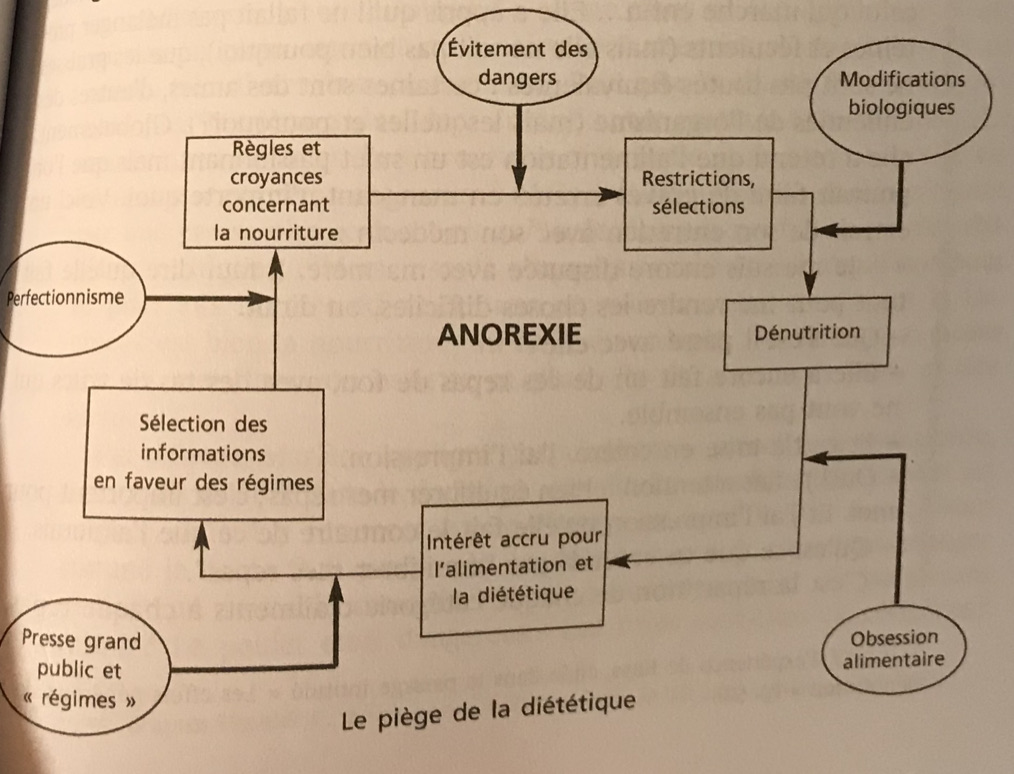 Évitement des
dangers
Modifications
biologiques
Règles et
croyances
concernant
la nourriture
Restrictions,
sélections
Perfectionnisme
ANOREXIE
Dénutrition
Sélection des
informations
en faveur des régimes
Intérêt accru pour
l'alimentation et
la diététique
Presse grand
public et
« régimes »
Obsession
alimentaire
Le piège de la diététique